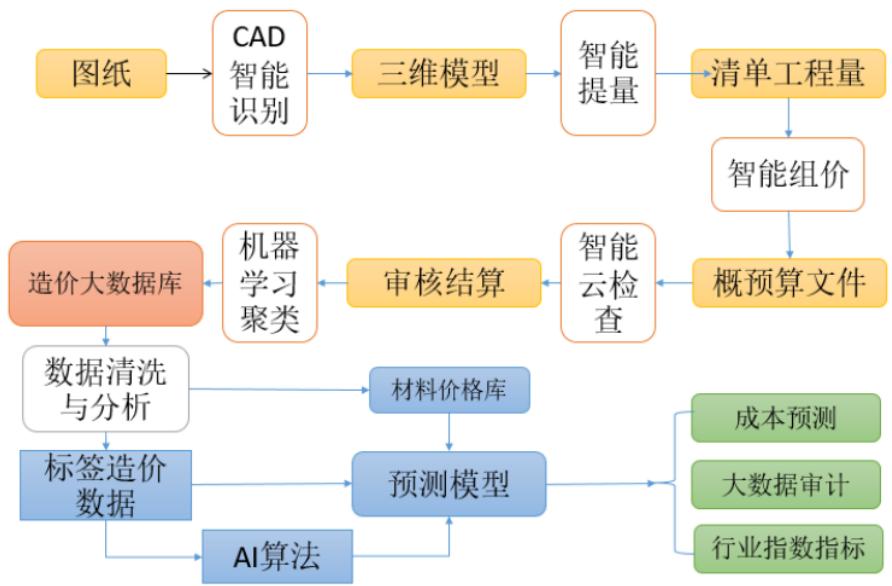 图纸
CAD
智能
识别
三维模型
智能
提量
清单工程量
智能组价
造价大数据库
机器
学习
聚类
审核结算
智能
云检
查
概预算文件
数据清洗
与分析
材料价格库
成本预测
标签造价
数据
预测模型
大数据审计
AI算法
行业指数指标